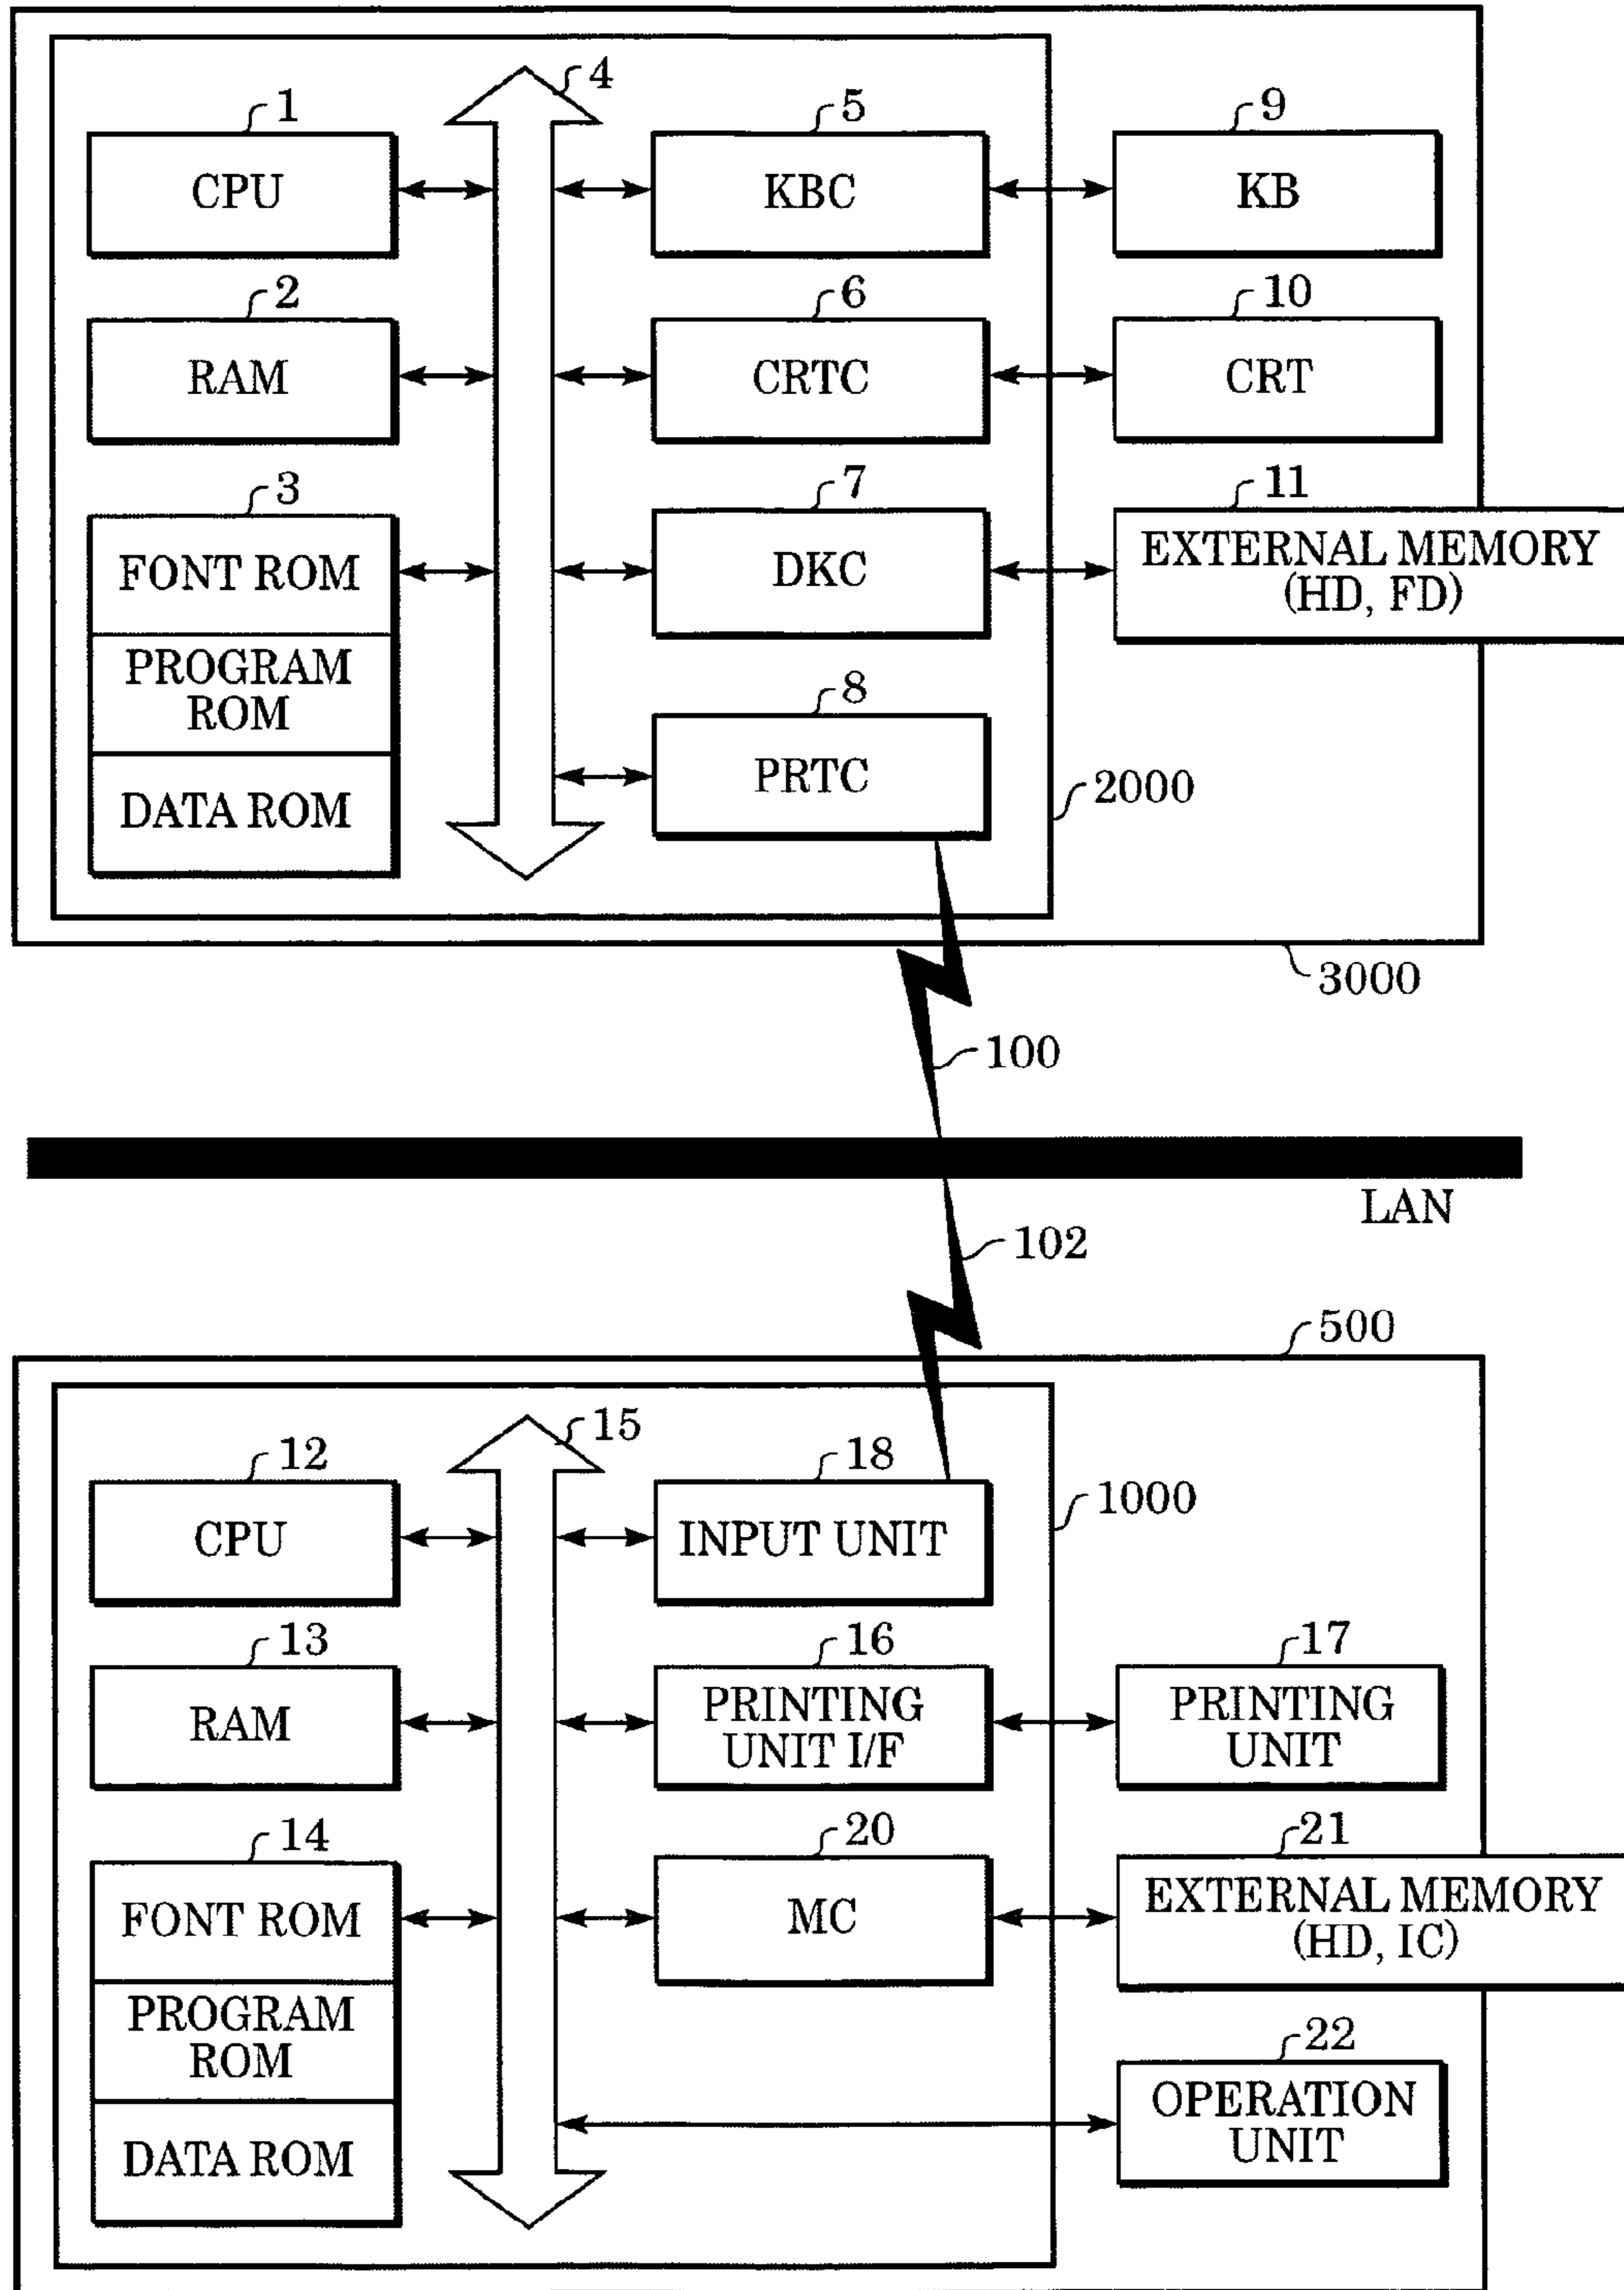 4
1
5
9
CPU
KBC
KB
2
6
10
RAM
CRTC
CRT
3
7
11
FONT ROM
DKC
EXTERNAL MEMORY
(HD, FD)
PROGRAM
ROM
8
PRTC
2000
DATA ROM
3000
100
LAN
102
500
15
12
18
1000
CPU
INPUT UNIT
13
16
17
RAM
PRINTING
UNIT I/F
PRINTING
UNIT
14
20
21
FONT ROM
MC
EXTERNAL MEMORY
(HD, IC)
PROGRAM
ROM
22
OPERATION
UNIT
DATA ROM